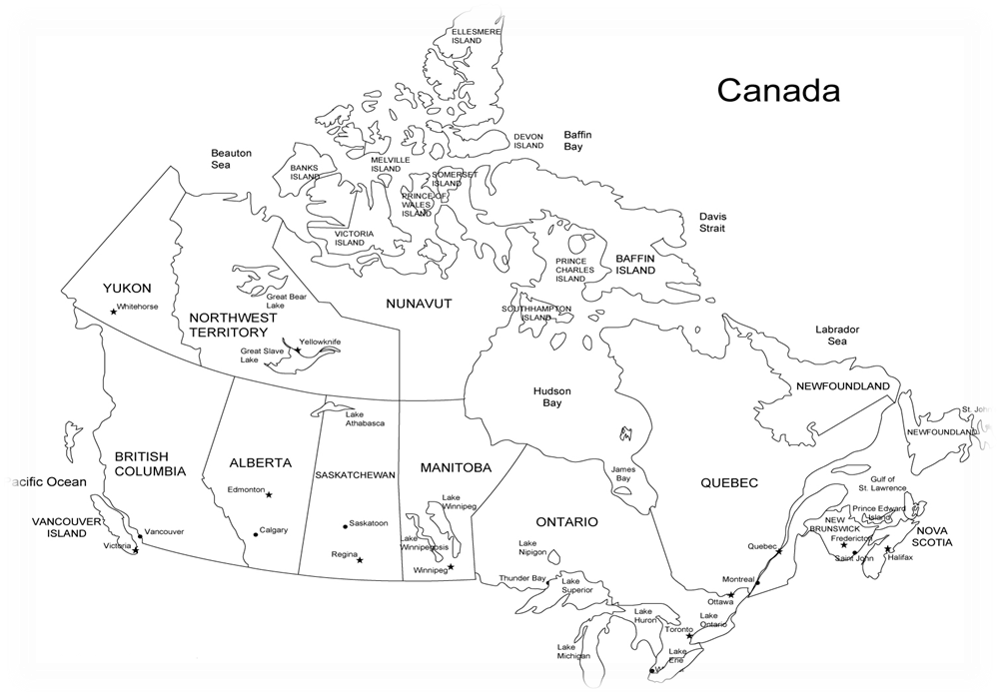 ELLESMERE
ISLAND
Canada
DEVON
ISLAND
Baffin
Bay
Beauton
Sea
BANKS
ISLAND
MELVILLE
ISLAND
SOMERSET
ISLAND
PRINCE OF
WALES
ISLAND
VICTORIA
ISLAND
Davis
Strait
PRINCE
CHARLES
ISLAND
BAFFIN
ISLAND
YUKON
Whitehorse
Great Bear
Lake
NORTHWEST
TERRITORY
NUNAVUT
SOUTHHAMPTON
ISLAND
Great Slave
Lake
Yellowknife
Labrador
Sea
NEWFOUNDLAND
Hudson
Bay
St. John
NEWFOUNDLAND
Lake
Athabasca
BRITISH
COLUMBIA
ALBERTA
SASKATCHEWAN
MANITOBA
James
Bay
QUEBEC
acific Ocean
Edmonton
Lake
Winnipeg
Gulf of
St. Lawrence
VANCOUVER
ISLAND
Vancouver
Victoria
Calgary
Saskatoon
Regina
Lake
Winnipegosis
Winnipeg
ONTARIO
Lake
Nipigon
Prince Edward
Island
NEW
BRUNSWICK
Fredericton
Saint John
NOVA
SCOTIA
Halifax
Quebec
Montreal
Ottawa
Thunder Bay
Lake
Superior
Lake
Huron
Lake
Ontario
Toronto
Lake
Michigan
Lake
Erie